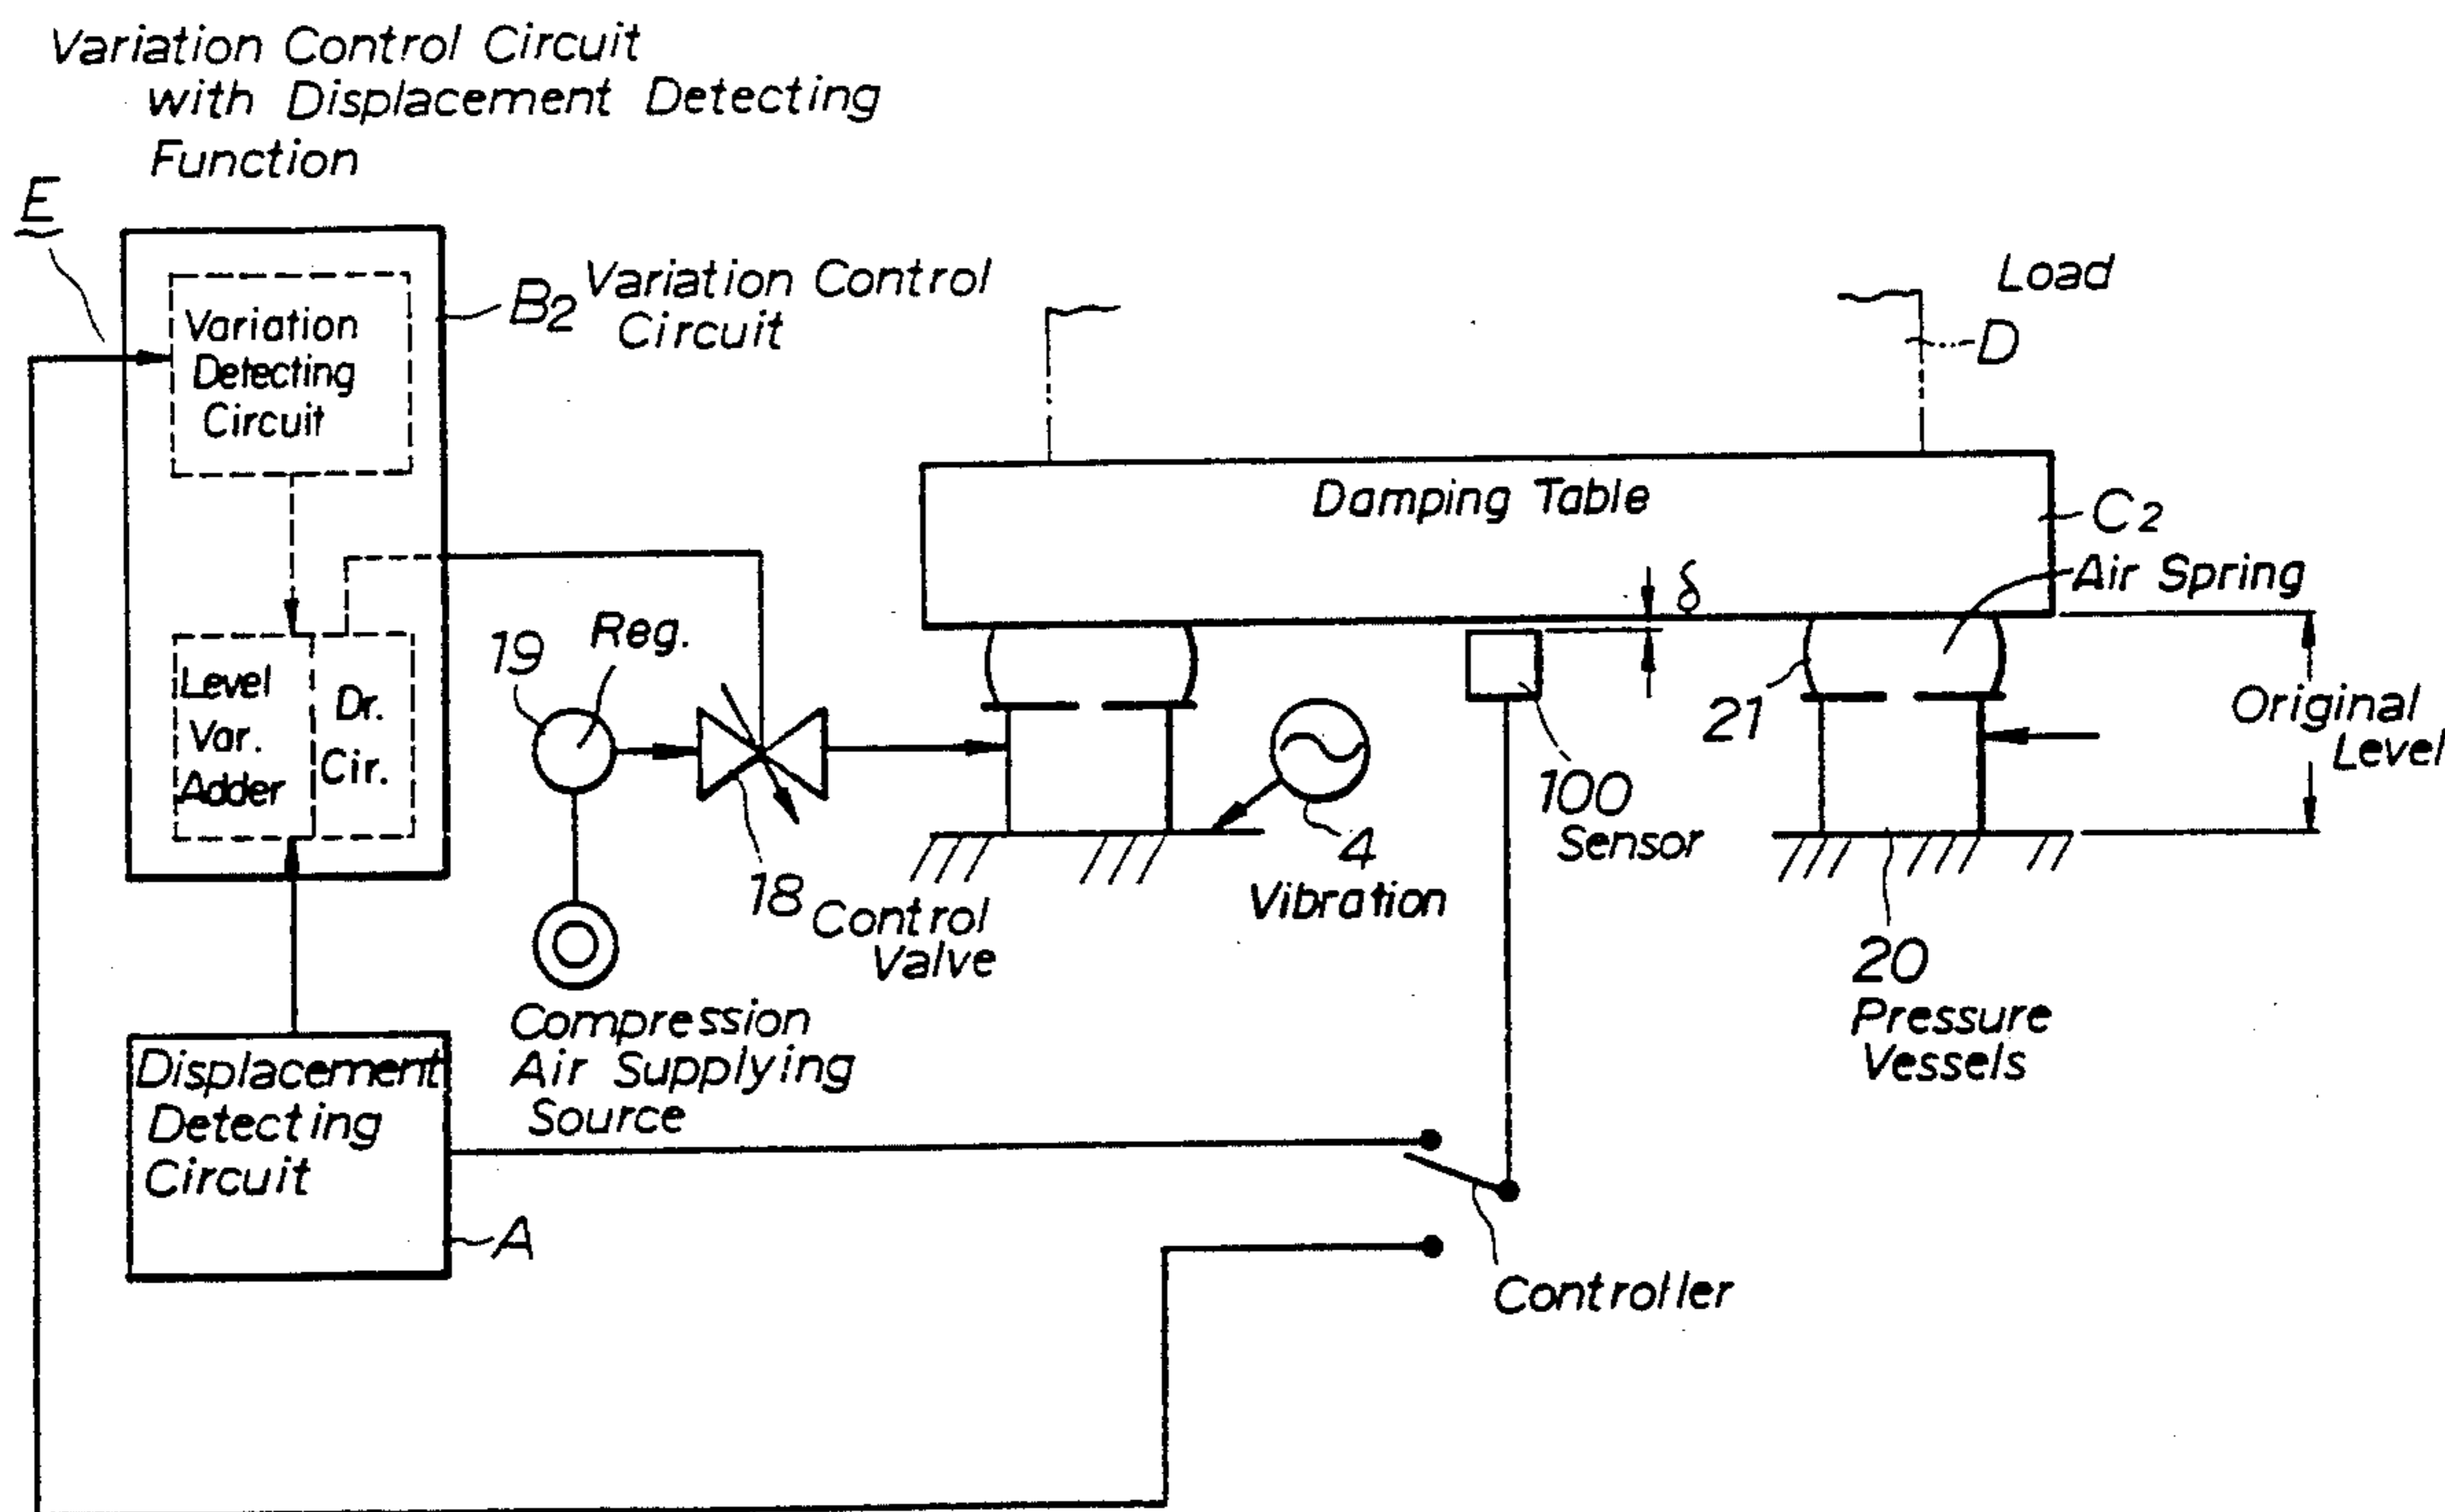 Variation Control Circuit
with Displacement Detecting
Function
E
Variation
Detecting
Circuit
B2
Variation Control
Circuit
Load
D
Damping Table
C2
Air Spring
δ
Level
Var.
Adder
Dr.
Cir.
19
Reg.
21
Original
Level
100
Sensor
4
Vibration
18
Control
Valve
20
Pressure
Vessels
Compression
Air Supplying
Source
Displacement
Detecting
Circuit
A
Controller